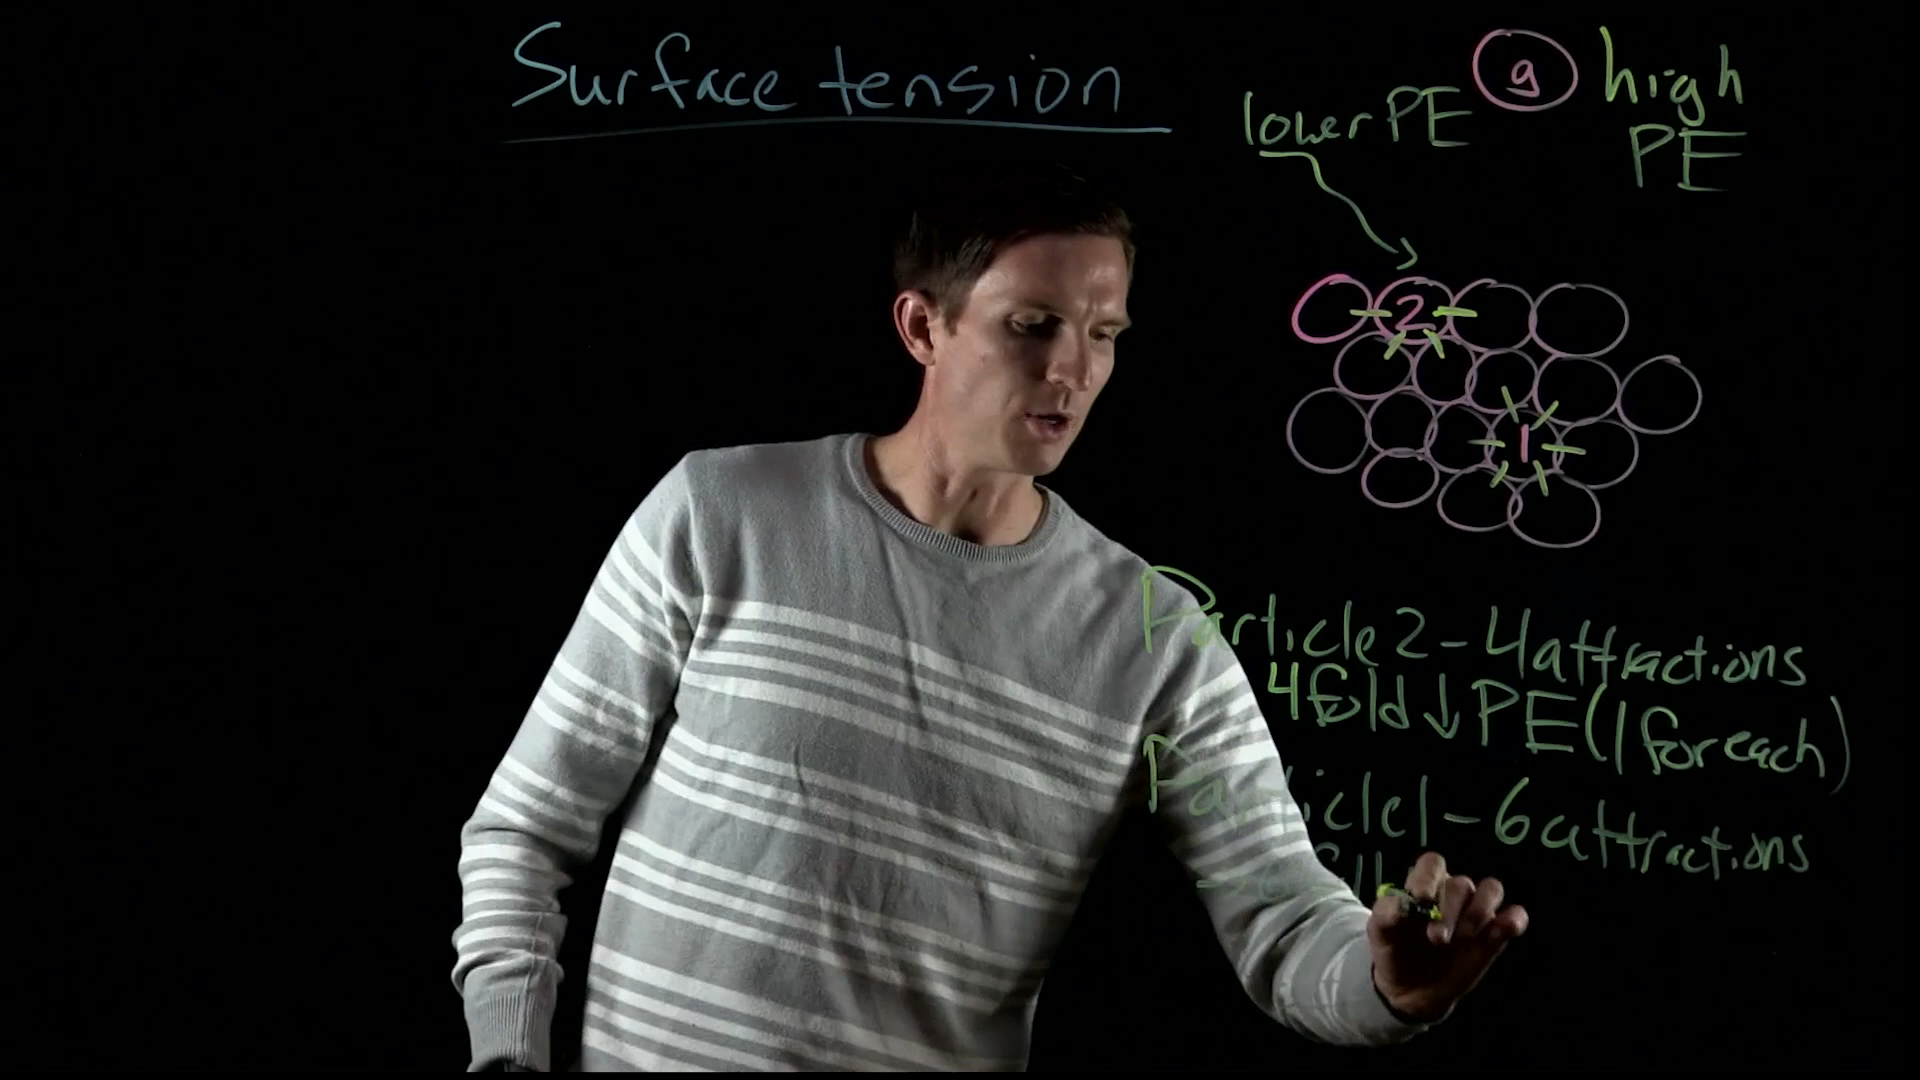 Surface tension
g high
PE
lower PE
2
1
Particle 2 - 4 attractions
4 fold ↓ PE (1 for each)
Particle 1 - 6 attractions
→ 6